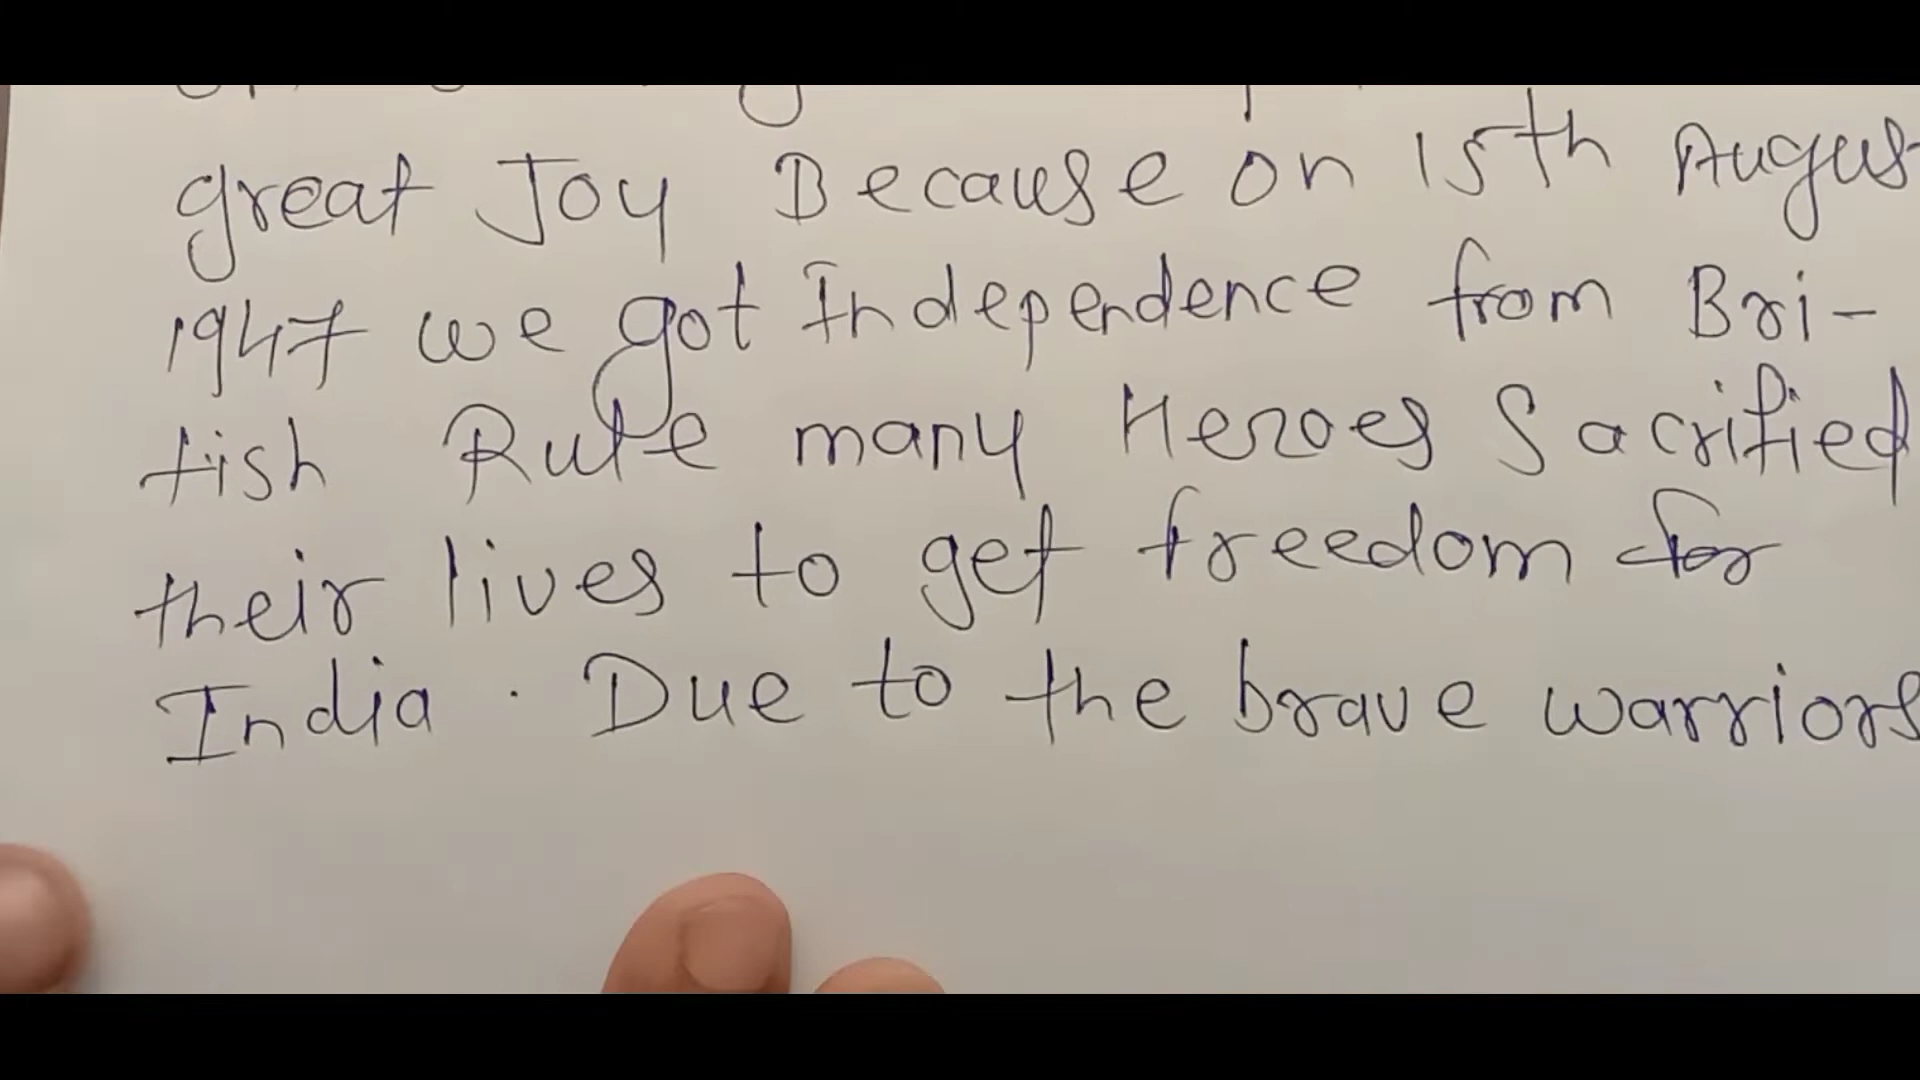 great Joy Because on 15th Augus
1947 we got Independence from Bri-
tish Rule many Heroes Sacrified
their lives to get freedom for
India. Due to the brave warriors